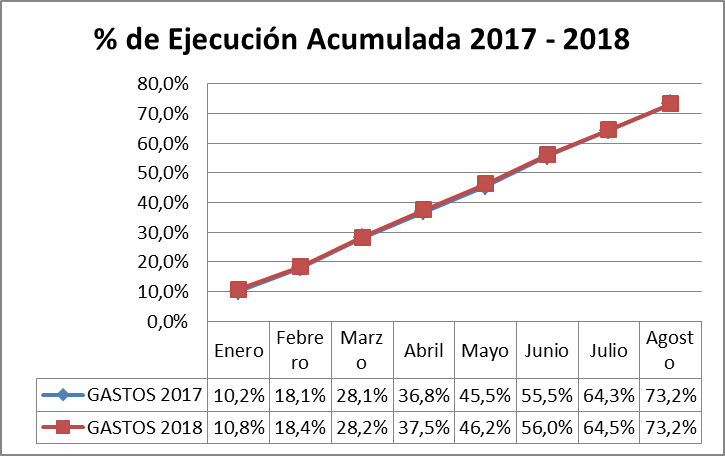 % de Ejecución Acumulada 2017 - 2018
80,0%
70,0%
60,0%
50,0%
40,0%
30,0%
20,0%
10,0%
0,0%
Enero Febre Marz Abril Mayo Junio Julio Agost
ro o o
GASTOS 2017 10,2% 18,1% 28,1% 36,8% 45,5% 55,5% 64,3% 73,2%
GASTOS 2018 10,8% 18,4% 28,2% 37,5% 46,2% 56,0% 64,5% 73,2%